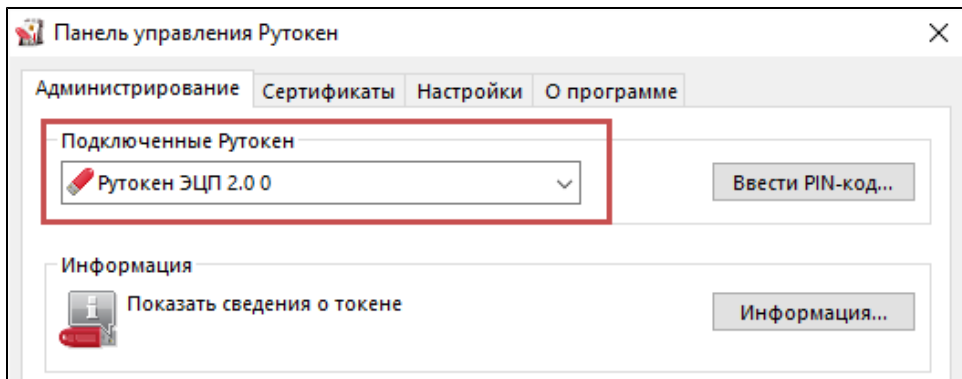 Панель управления Рутокен
Администрирование Сертификаты Настройки О программе
Подключенные Рутокен
Рутокен ЭЦП 2.0 0 Ввести PIN-код...
Информация
Показать сведения о токене Информация...